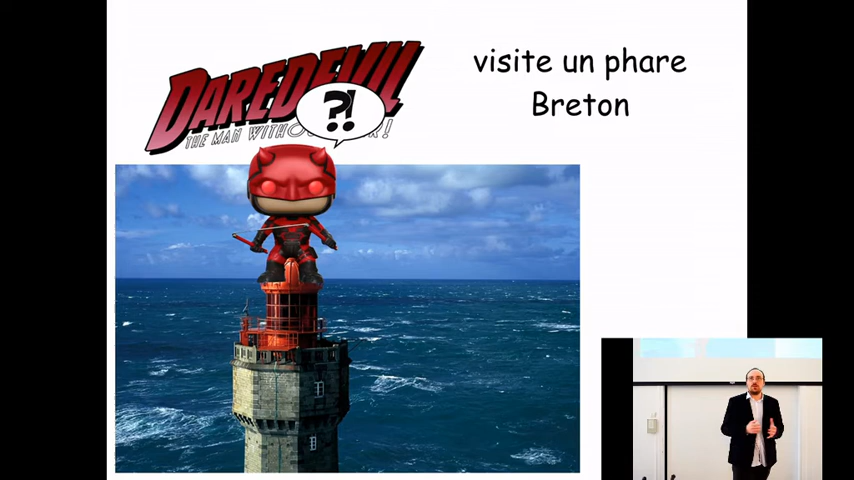 DAREDEVIL
THE MAN WITHO
R!
?!
visite un phare
Breton